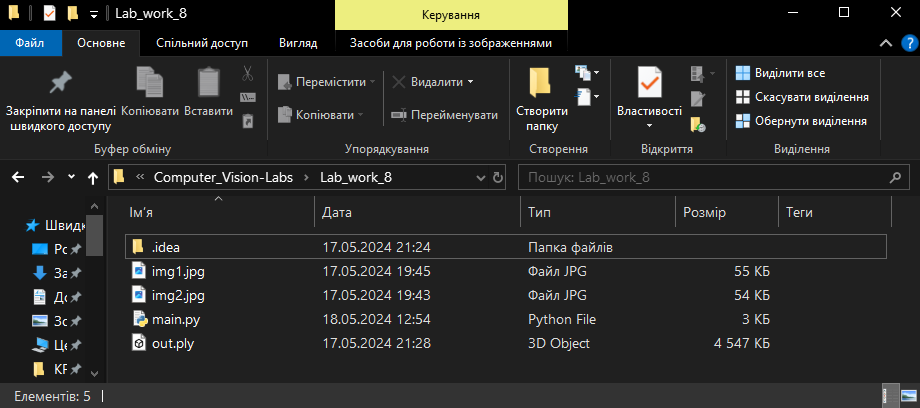 Lab_work_8
Керування
Файл
Основне
Спільний доступ
Вигляд
Засоби для роботи із зображеннями
Закріпити на панелі
швидкого доступу
Копіювати
Вставити
Перемістити
Копіювати
Видалити
Перейменувати
Створити
папку
Властивості
Виділити все
Скасувати виділення
Обернути виділення
Буфер обміну
Упорядкування
Створення
Відкриття
Виділення
« Computer_Vision-Labs > Lab_work_8
Пошук: Lab_work_8
Ім’я Дата Тип Розмір Теги
.idea 17.05.2024 21:24 Папка файлів
img1.jpg 17.05.2024 19:45 Файл JPG 55 КБ
img2.jpg 17.05.2024 19:43 Файл JPG 54 КБ
main.py 18.05.2024 12:54 Python File 3 КБ
out.ply 17.05.2024 21:28 3D Object 4 547 КБ
Швидк
Ро
За
До
Зо
Це
КР
Елементів: 5